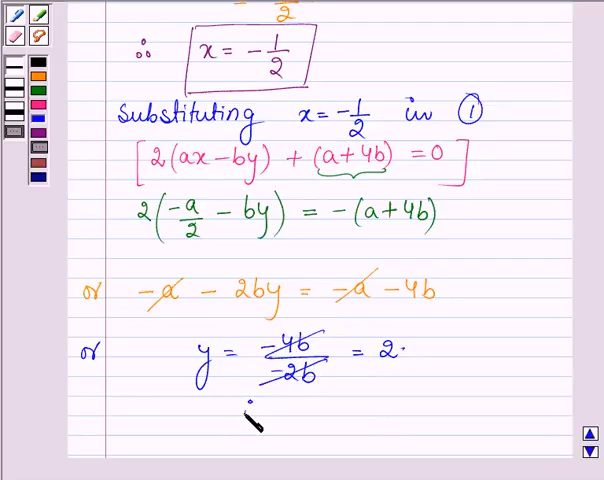 2
∴ x = -1/2
Substituting x = -1/2 in ①
[2(ax - by) + (a + 4b) = 0]
2(-a/2 - by) = -(a + 4b)
or -a - 2by = -a - 4b
or y = -4b/-2b = 2.